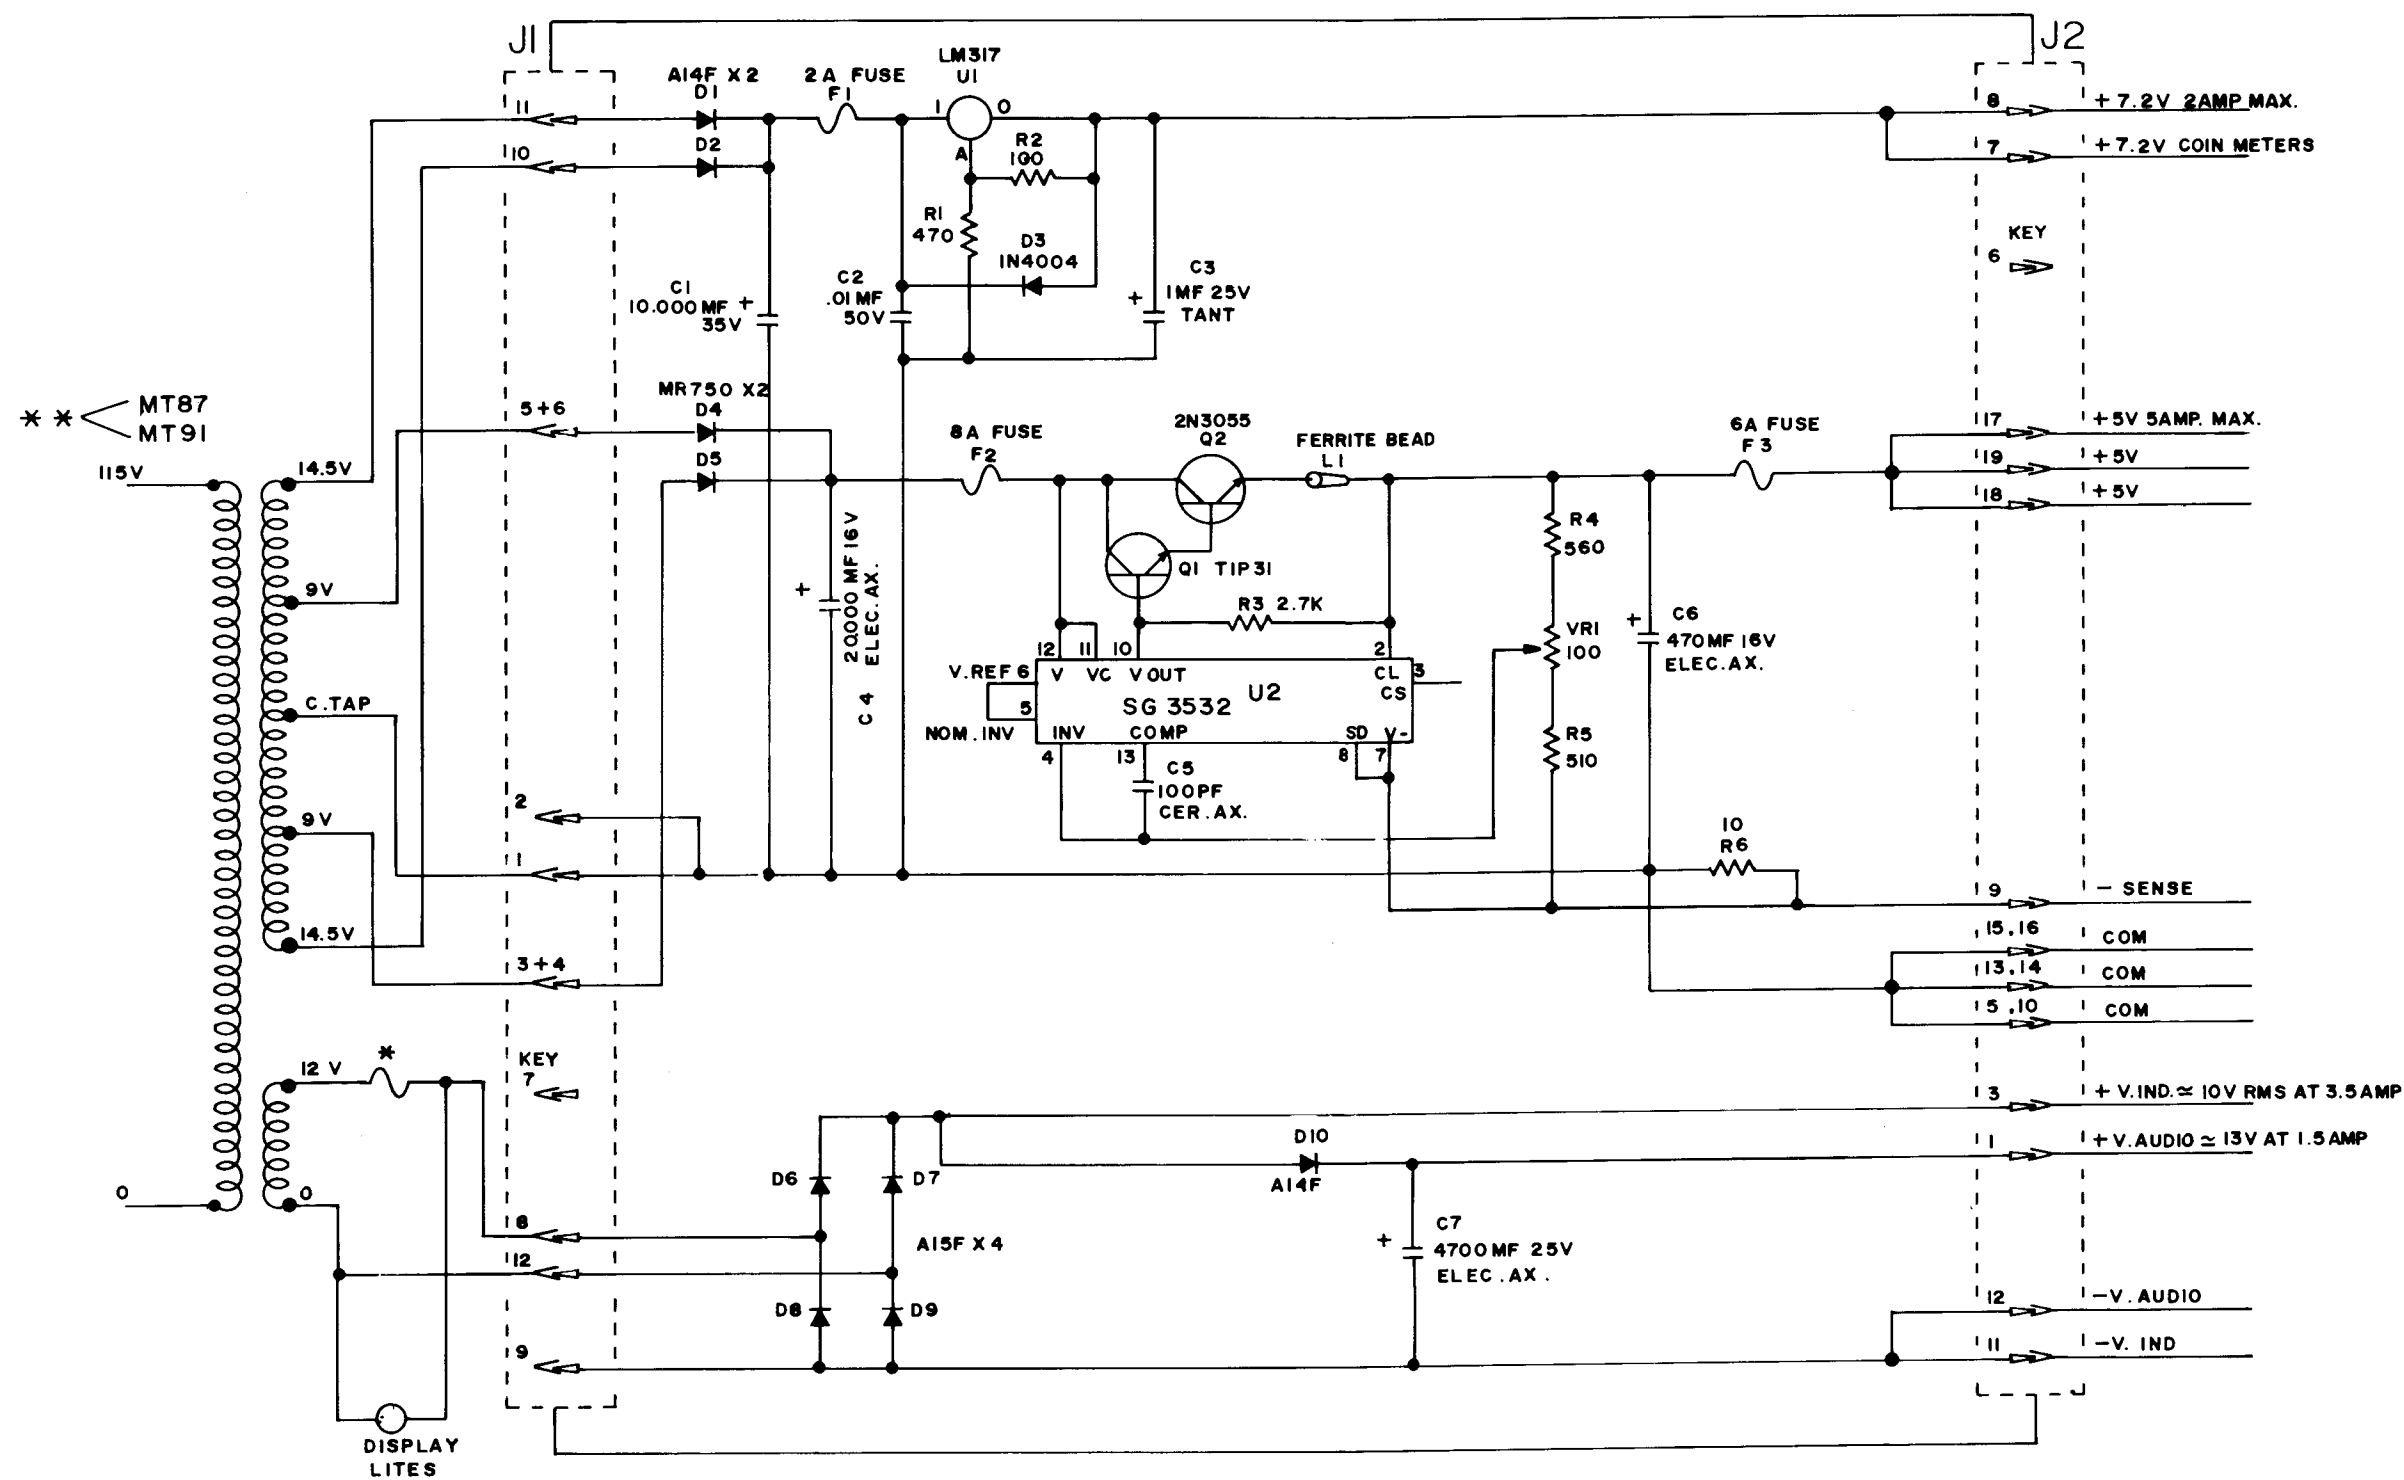 J1
J2
A14F X 2
D1
2A FUSE
F1
LM317
U1
11
1
O
8
+ 7.2V 2AMP MAX.
10
D2
A
R2
100
7
+7.2V COIN METERS
R1
470
D3
1N4004
C1
10.000 MF +
35V
C2
.01 MF
50V
C3
+ 1MF 25V
TANT
KEY
6
** MT87
MT91
5+6
MR750 X2
D4
D5
8A FUSE
F2
2N3055
Q2
FERRITE BEAD
L1
6A FUSE
F3
17
+5V 5AMP. MAX.
19
+5V
18
+5V
115V
14.5V
9V
C.TAP
9V
14.5V
+
C4
20,000 MF 16V
ELEC. AX.
Q1 TIP31
R3 2.7K
R4
560
VR1
100
R5
510
+
C6
470MF 16V
ELEC.AX.
12
11
10
2
V.REF 6
V
VC
V OUT
CL
3
SG 3532
U2
CS
5
NOM. INV
INV
COMP
SD
V-
4
13
8
7
C5
100PF
CER.AX.
2
1
10
R6
9
- SENSE
15,16
COM
13,14
COM
5,10
COM
3+4
KEY
7
12 V
*
O
O
3
+ V.IND.≃ 10V RMS AT 3.5AMP
1
+V.AUDIO ≃ 13V AT 1.5AMP
D10
A14F
D6
D7
8
A15F X 4
12
+
C7
4700MF 25V
ELEC.AX.
D8
D9
12
-V.AUDIO
9
11
-V. IND
DISPLAY
LITES